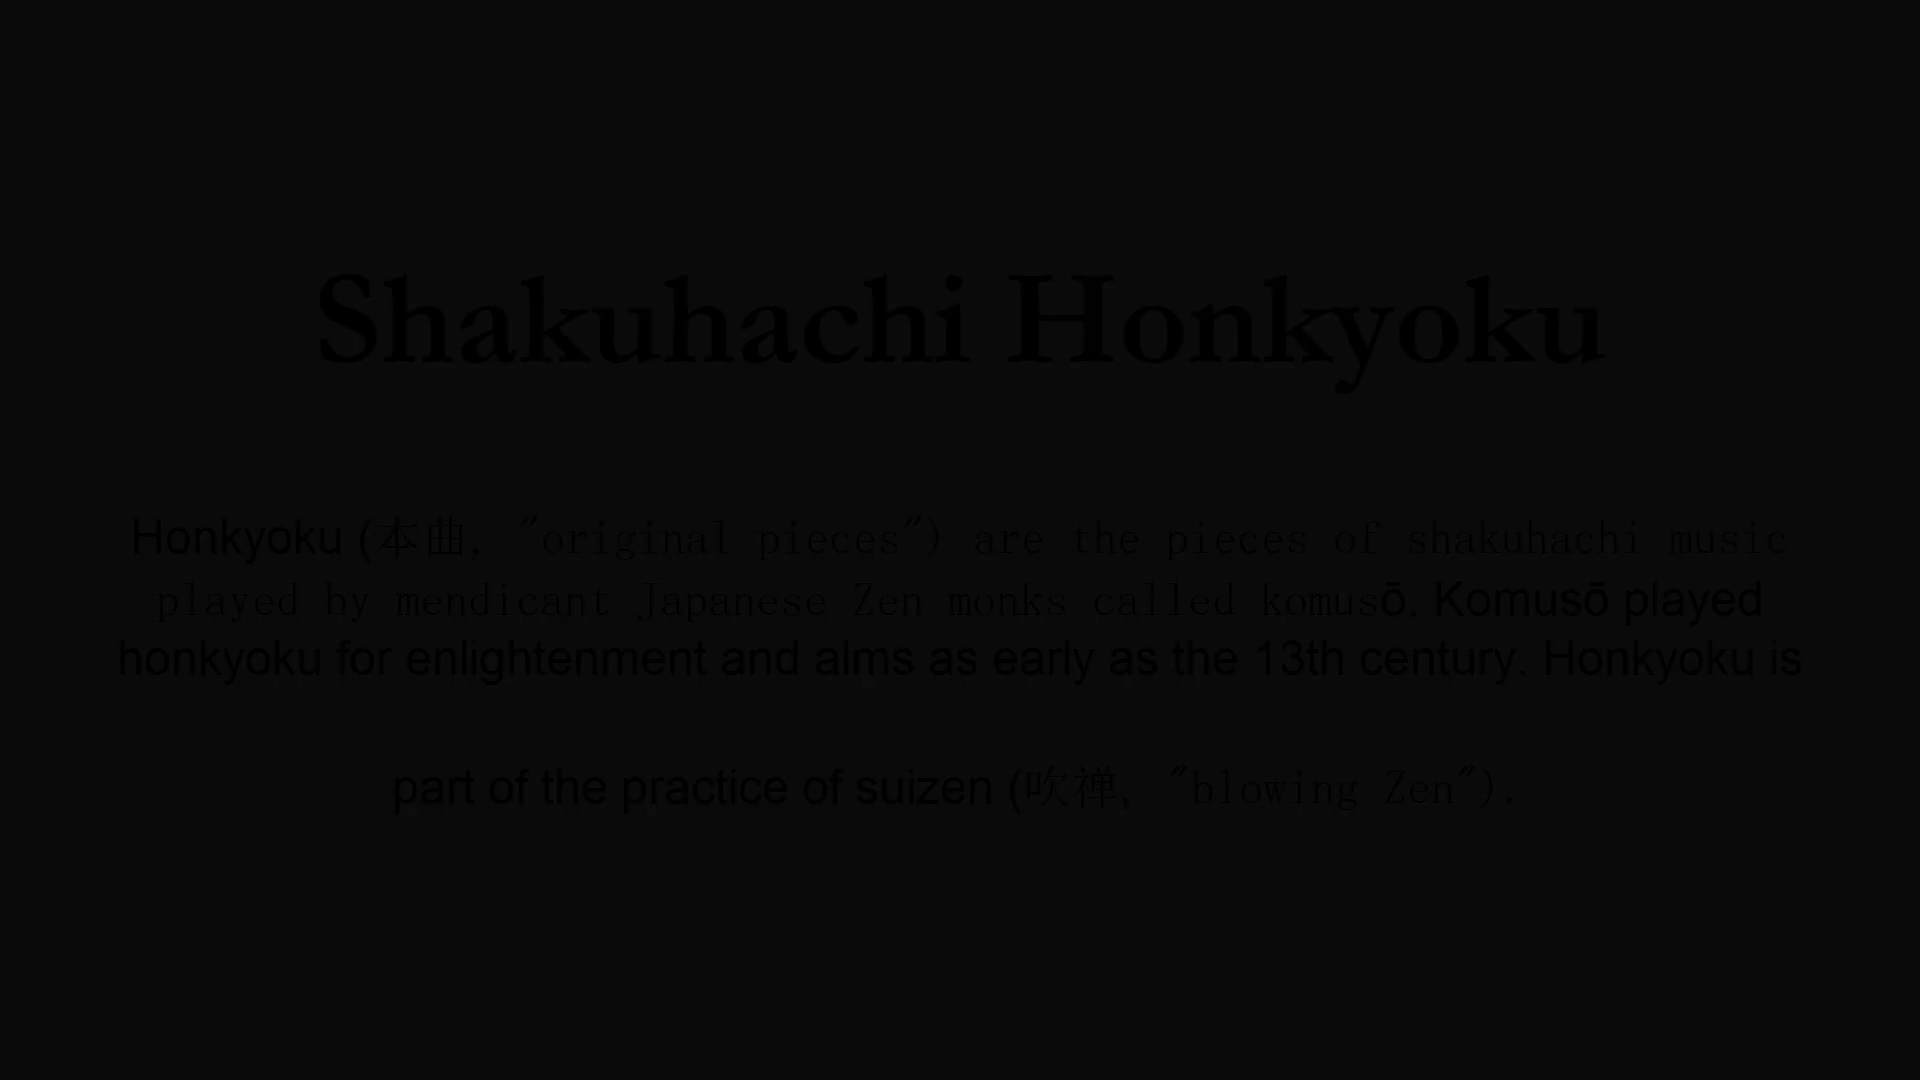 Shakuhachi Honkyoku
Honkyoku (本曲, "original pieces") are the pieces of shakuhachi music
played by mendicant Japanese Zen monks called komusō. Komusō played
honkyoku for enlightenment and alms as early as the 13th century. Honkyoku is
part of the practice of suizen (吹禅, "blowing Zen").